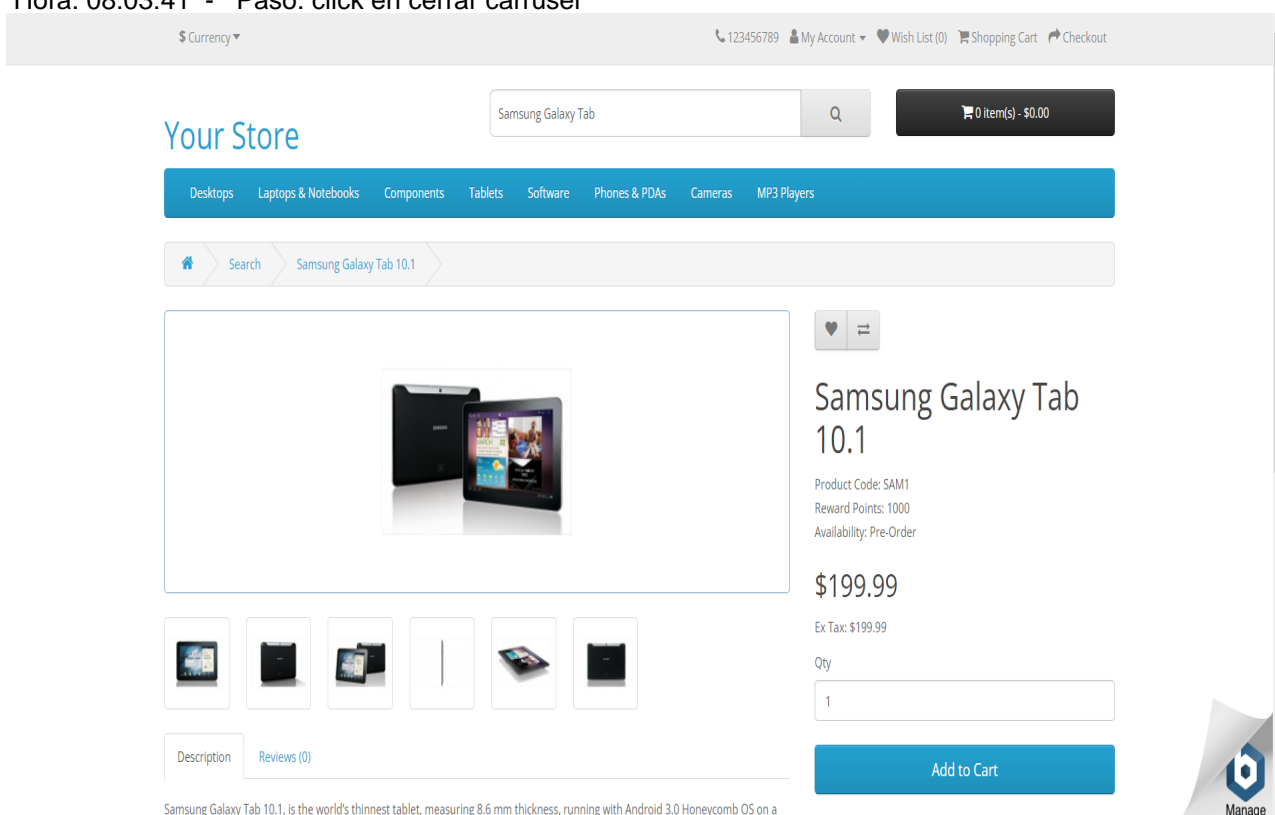 Hora: 08:03:41 - Paso: click en cerrar carrusel
$ Currency
123456789 My Account Wish List (0) Shopping Cart Checkout
Your Store
Samsung Galaxy Tab
0 item(s) - $0.00
Desktops Laptops & Notebooks Components Tablets Software Phones & PDAs Cameras MP3 Players
Search Samsung Galaxy Tab 10.1
Samsung Galaxy Tab
10.1
Product Code: SAM1
Reward Points: 1000
Availability: Pre-Order
$199.99
Ex Tax: $199.99
Qty
1
Add to Cart
Description Reviews (0)
Samsung Galaxy Tab 10.1, is the world's thinnest tablet, measuring 8.6 mm thickness, running with Android 3.0 Honeycomb OS on a
Manage